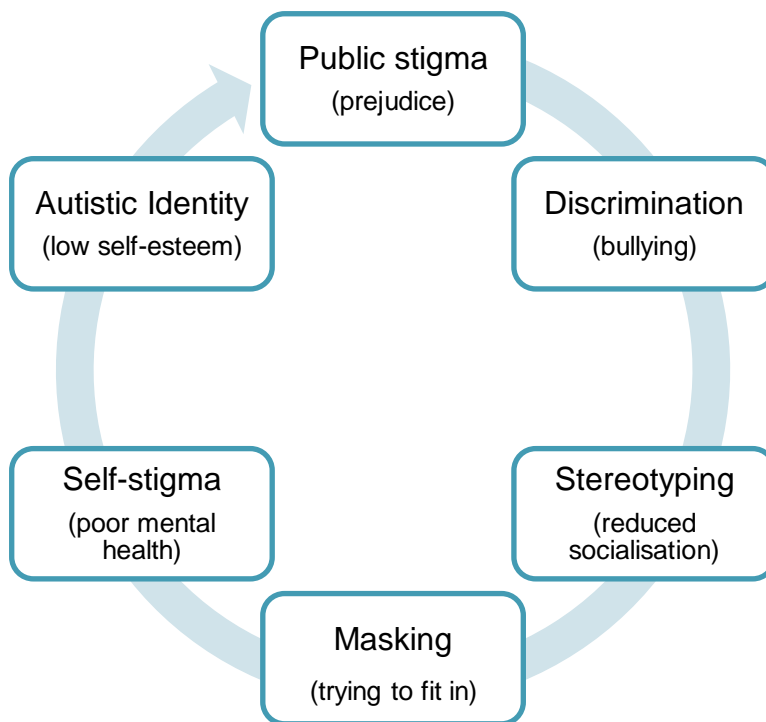 Public stigma
(prejudice)
Discrimination
(bullying)
Stereotyping
(reduced
socialisation)
Masking
(trying to fit in)
Self-stigma
(poor mental
health)
Autistic Identity
(low self-esteem)